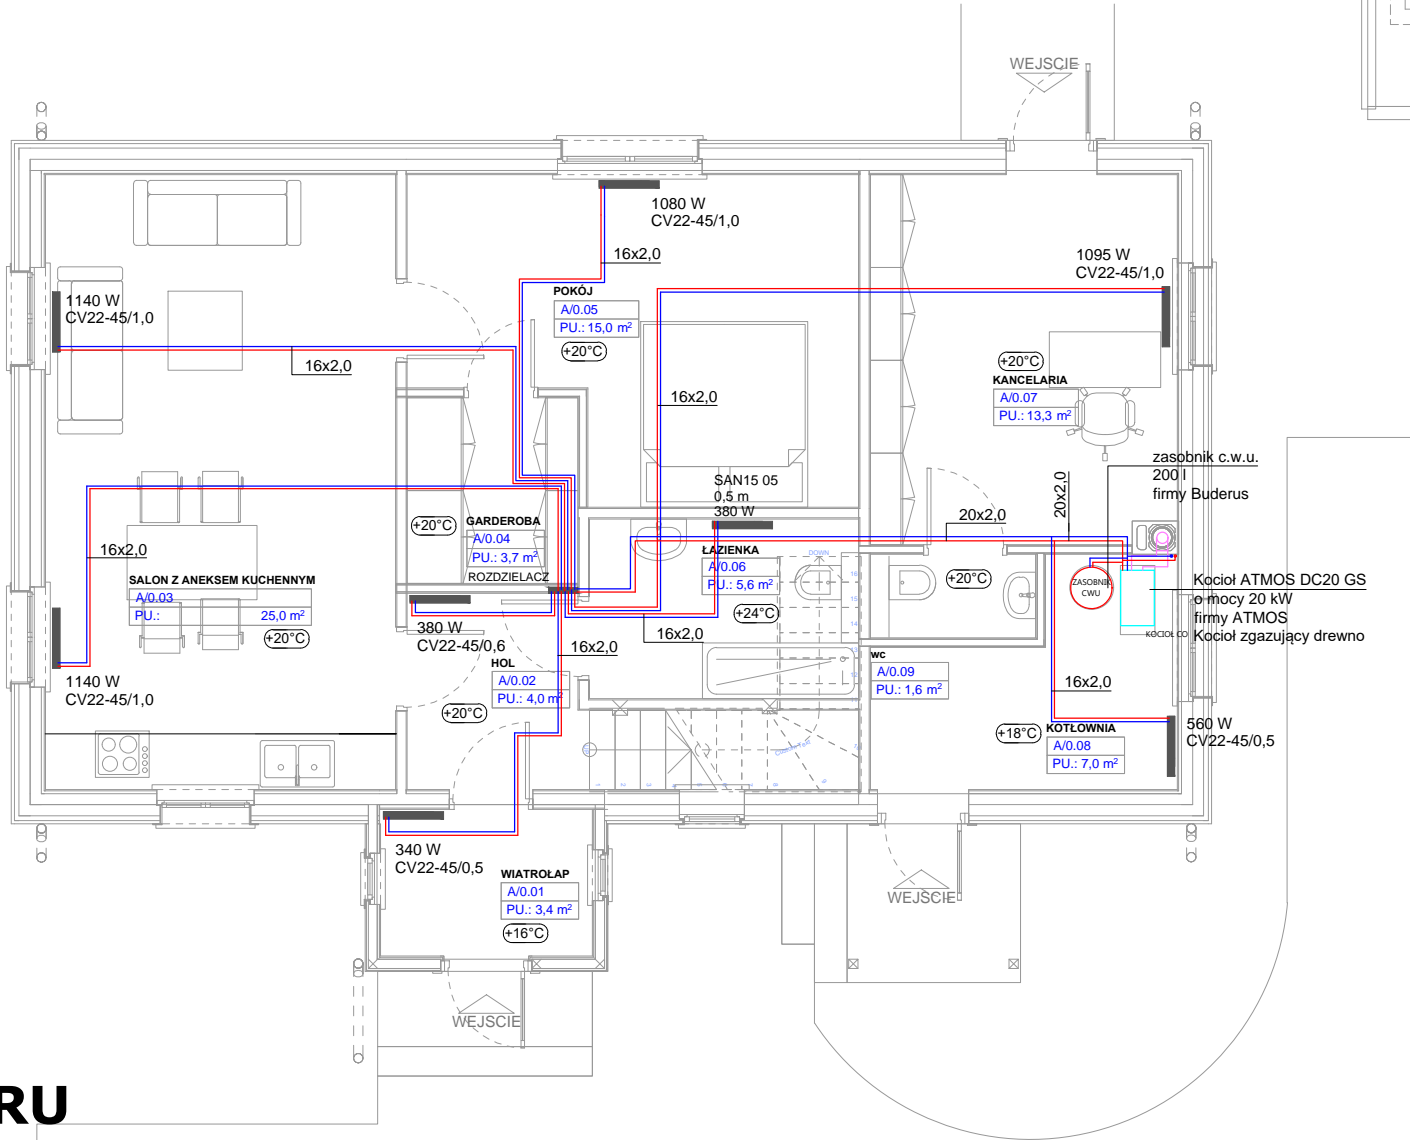 WEJSCIE
1080 W
CV22-45/1,0
16x2,0
1095 W
CV22-45/1,0
POKÓJ
A/0.05
PU.: 15,0 m²
+20°C
1140 W
CV22-45/1,0
16x2,0
16x2,0
+20°C
KANCELARIA
A/0.07
PU.: 13,3 m²
zasobnik c.w.u.
200 l
firmy Buderus
SAN15 05
0,5 m
380 W
20x2,0
20x2,0
+20°C
GARDEROBA
A/0.04
PU.: 3,7 m²
ROZDZIELACZ
16x2,0
ŁAZIENKA
A/0.06
PU.: 5,6 m²
+24°C
DOWN
16
15
14
13
12
+20°C
ZASOBNIK
CWU
Kocioł ATMOS DC20 GS
o mocy 20 kW
firmy ATMOS
Kocioł zgazujący drewno
KOCIOŁ CO
SALON Z ANEKSEM KUCHENNYM
A/0.03
PU.: 25,0 m²
+20°C
380 W
CV22-45/0,6
16x2,0
16x2,0
HOL
A/0.02
PU.: 4,0 m²
+20°C
wc
A/0.09
PU.: 1,6 m²
16x2,0
1140 W
CV22-45/1,0
+18°C
KOTŁOWNIA
A/0.08
PU.: 7,0 m²
560 W
CV22-45/0,5
340 W
CV22-45/0,5
WIATROŁAP
A/0.01
PU.: 3,4 m²
+16°C
WEJSCIE
WEJSCIE
RU